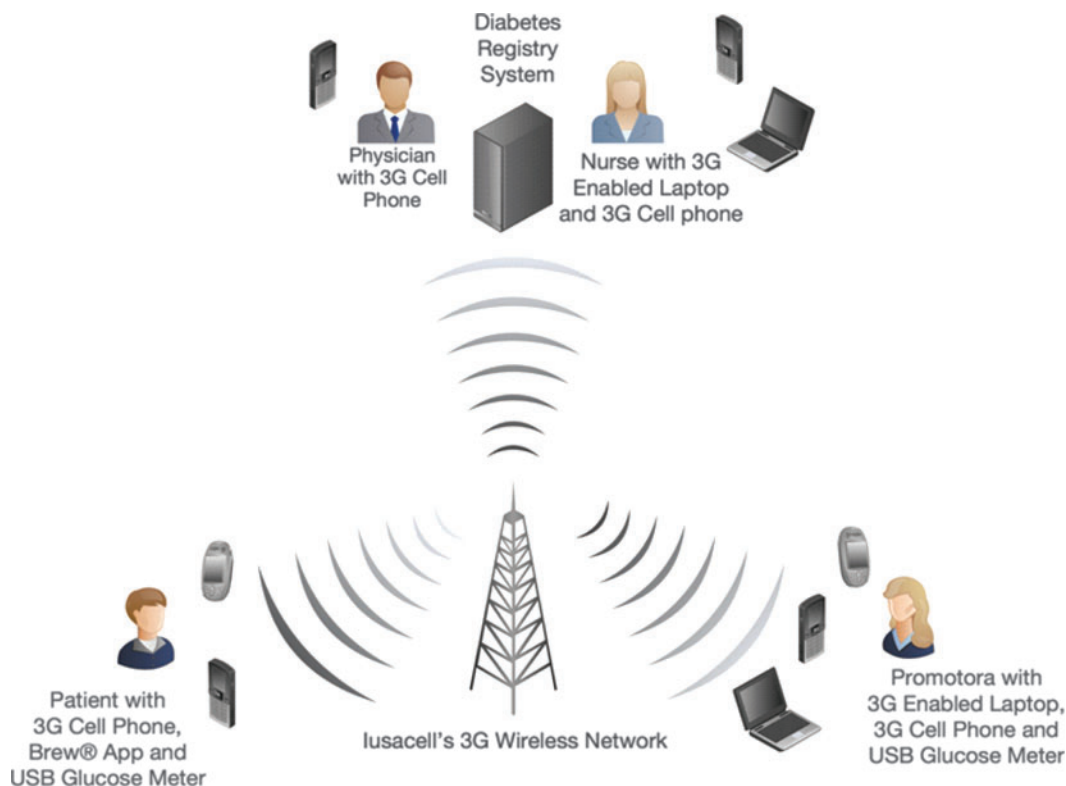 Diabetes
Registry
System
Physician
with 3G Cell
Phone
Nurse with 3G
Enabled Laptop
and 3G Cell phone
Patient with
3G Cell Phone,
Brew® App and
USB Glucose Meter
Iusacell's 3G Wireless Network
Promotora with
3G Enabled Laptop,
3G Cell Phone and
USB Glucose Meter